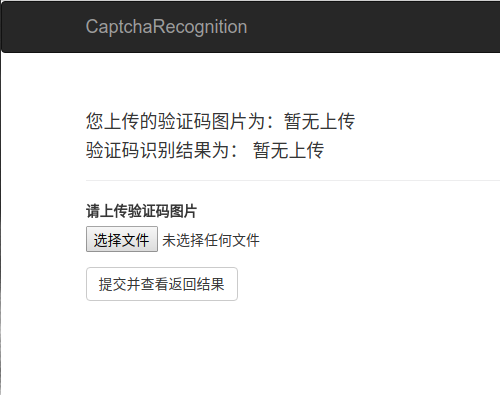 CaptchaRecognition
您上传的验证码图片为：暂无上传
验证码识别结果为： 暂无上传
请上传验证码图片
选择文件 未选择任何文件
提交并查看返回结果